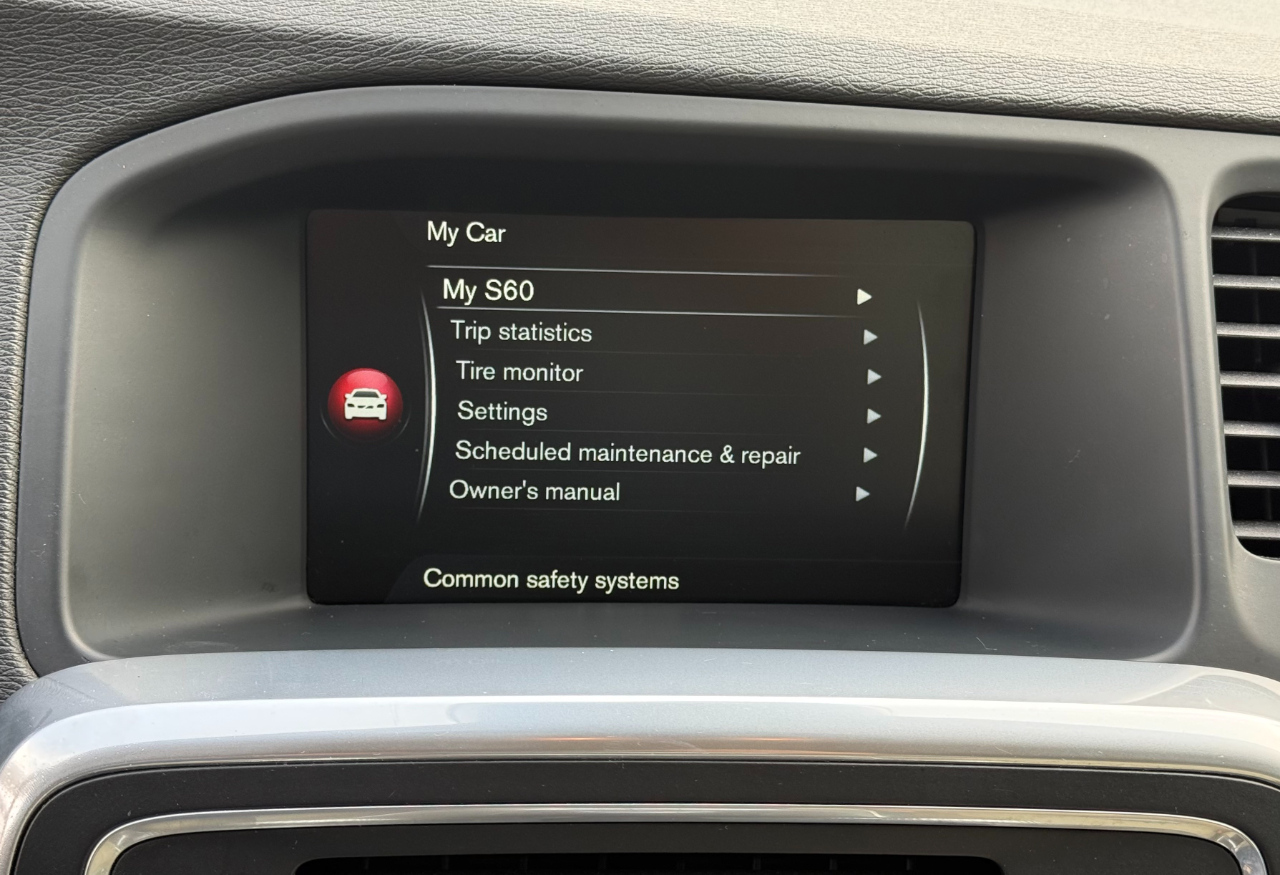 My Car
My S60
Trip statistics
Tire monitor
Settings
Scheduled maintenance & repair
Owner's manual
Common safety systems